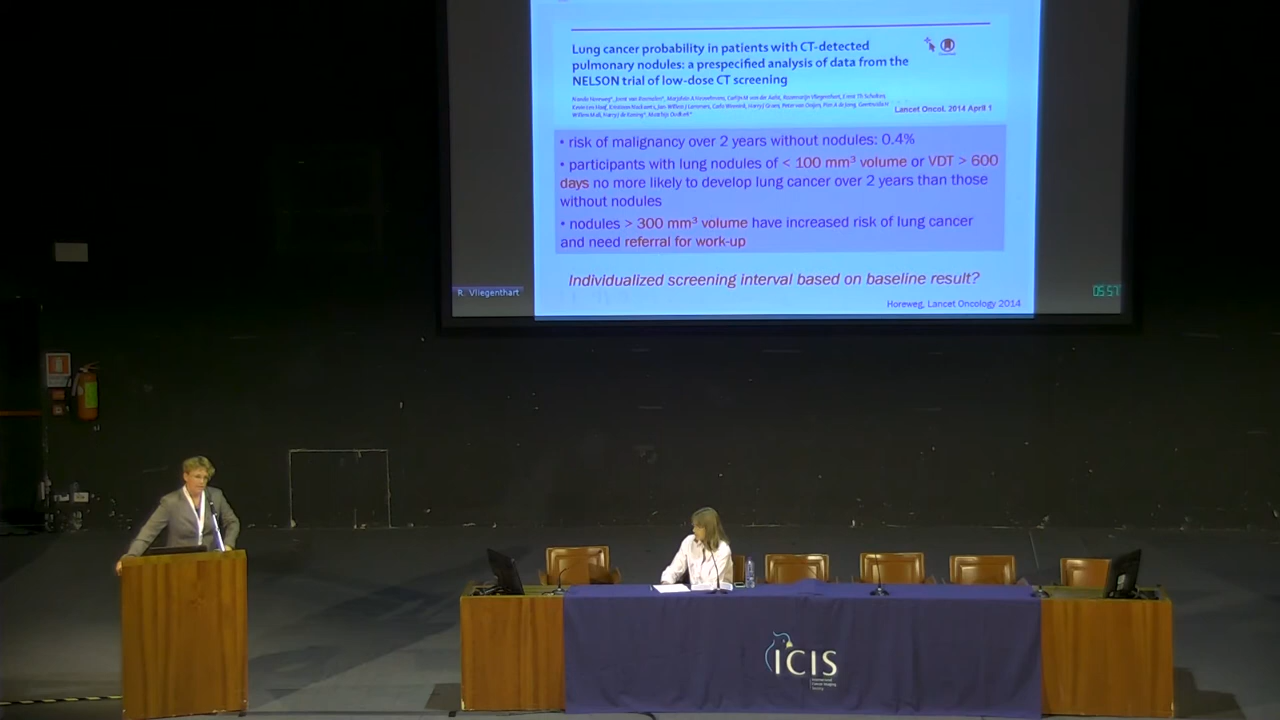 Lung cancer probability in patients with CT-detected
pulmonary nodules: a prespecified analysis of data from the
NELSON trial of low-dose CT screening
Lancet Oncol. 2014 April 1
• risk of malignancy over 2 years without nodules: 0.4%
• participants with lung nodules of < 100 mm³ volume or VDT > 600
days no more likely to develop lung cancer over 2 years than those
without nodules
• nodules > 300 mm³ volume have increased risk of lung cancer
and need referral for work-up
Individualized screening interval based on baseline result?
R. Vliegenthart
05:57
Horeweg, Lancet Oncology 2014
ICIS
International
Cancer Imaging
Society